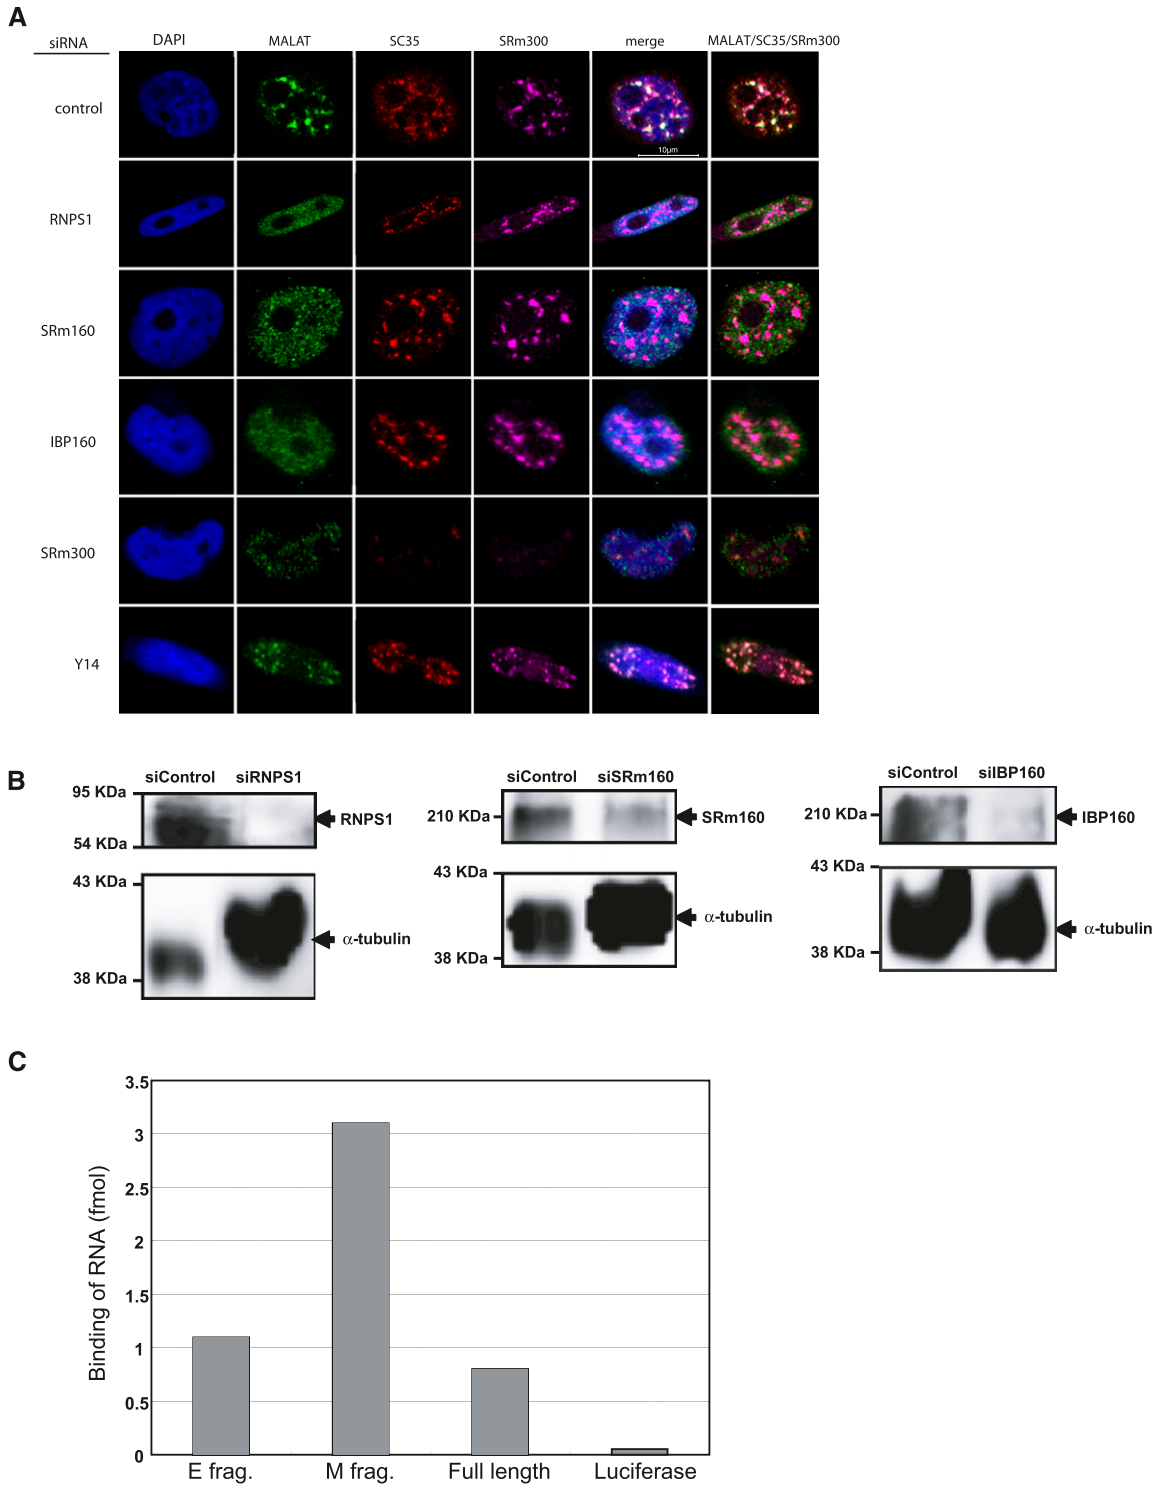 A
siRNA DAPI MALAT SC35 SRm300 merge MALAT/SC35/SRm300
control
10µm
RNPS1
SRm160
IBP160
SRm300
Y14
B
siControl siRNPS1
95 KDa
RNPS1
54 KDa
43 KDa
α-tubulin
38 KDa
siControl siSRm160
210 KDa
SRm160
43 KDa
α-tubulin
38 KDa
siControl siIBP160
210 KDa
IBP160
43 KDa
α-tubulin
38 KDa
C
Binding of RNA (fmol)
3.5
3
2.5
2
1.5
1
0.5
0
E frag. M frag. Full length Luciferase